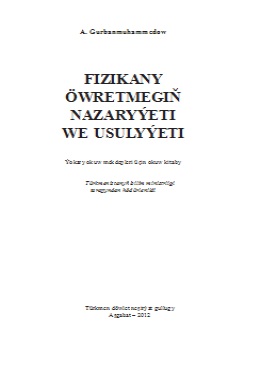 A. Gurbanmuhammedow
FIZIKANY
ÖWRETMEGIŇ
NAZARYÝETI
WE USULYÝETI
Ýokary okuw mekdepleri üçin okuw kitaby
Türkmenistanyň Bilim ministrligi
tarapyndan hödürlenildi
Türkmen döwlet neşirýat gullugy
Aşgabat – 2012